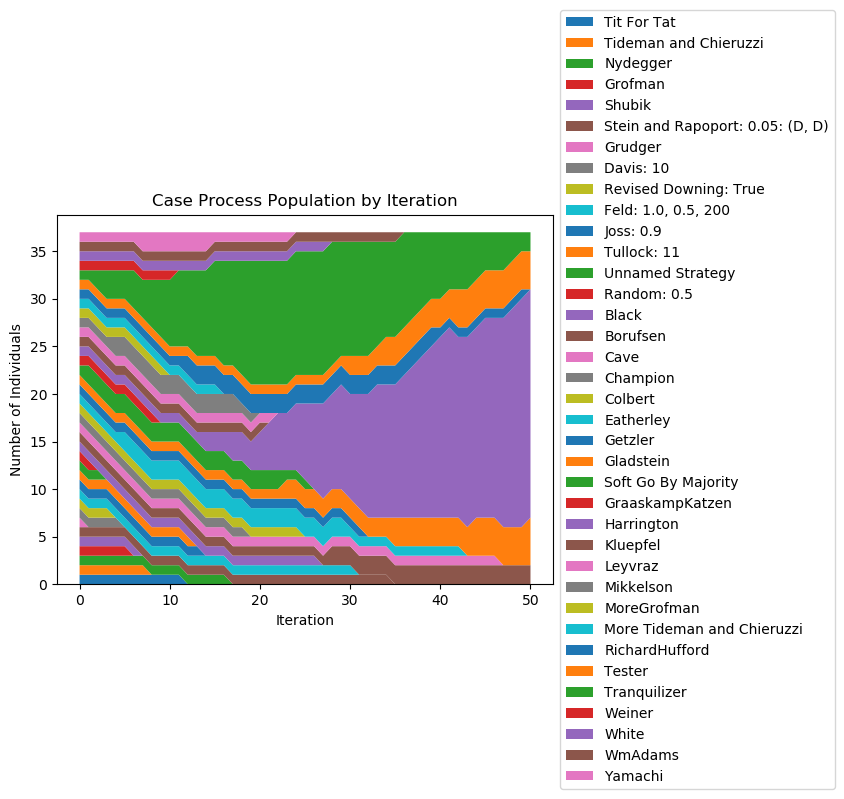 Case Process Population by Iteration
Number of Individuals
35
30
25
20
15
10
5
0
0 10 20 30 40 50
Iteration
Tit For Tat
Tideman and Chieruzzi
Nydegger
Grofman
Shubik
Stein and Rapoport: 0.05: (D, D)
Grudger
Davis: 10
Revised Downing: True
Feld: 1.0, 0.5, 200
Joss: 0.9
Tullock: 11
Unnamed Strategy
Random: 0.5
Black
Borufsen
Cave
Champion
Colbert
Eatherley
Getzler
Gladstein
Soft Go By Majority
GraaskampKatzen
Harrington
Kluepfel
Leyvraz
Mikkelson
MoreGrofman
More Tideman and Chieruzzi
RichardHufford
Tester
Tranquilizer
Weiner
White
WmAdams
Yamachi